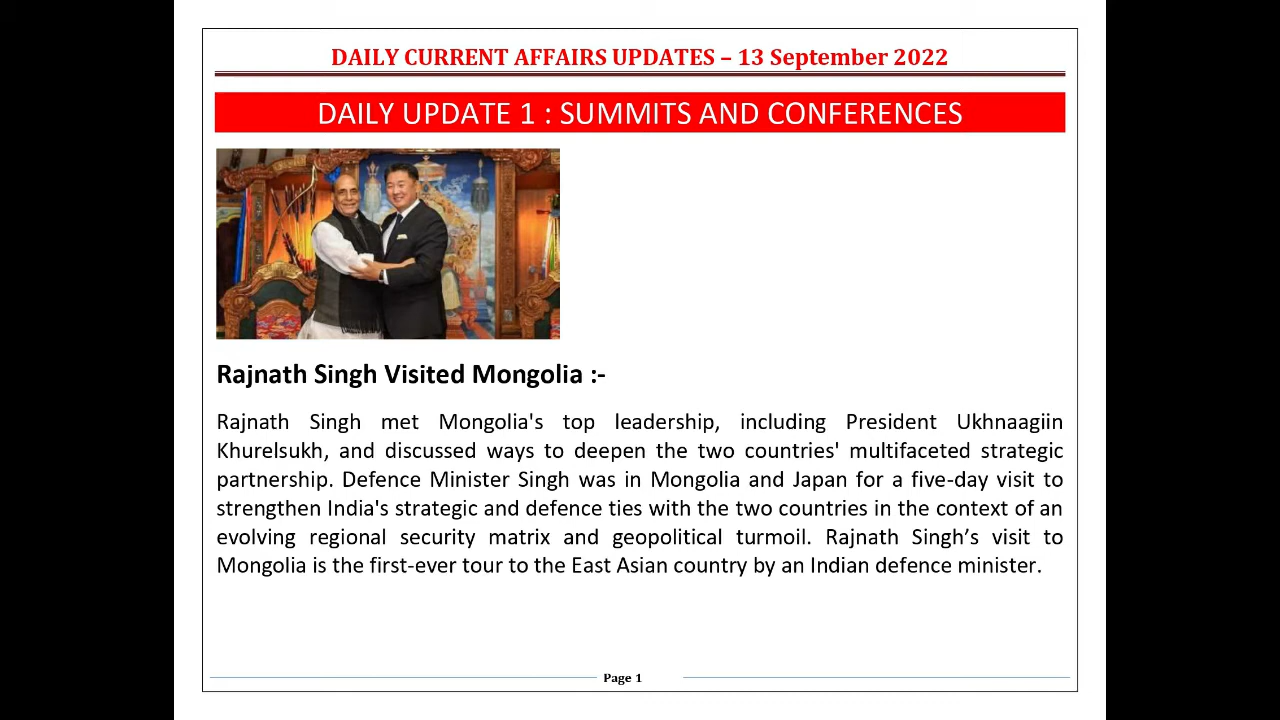 DAILY CURRENT AFFAIRS UPDATES – 13 September 2022
DAILY UPDATE 1 : SUMMITS AND CONFERENCES
Rajnath Singh Visited Mongolia :-
Rajnath Singh met Mongolia's top leadership, including President Ukhnaagiin
Khurelsukh, and discussed ways to deepen the two countries' multifaceted strategic
partnership. Defence Minister Singh was in Mongolia and Japan for a five-day visit to
strengthen India's strategic and defence ties with the two countries in the context of an
evolving regional security matrix and geopolitical turmoil. Rajnath Singh’s visit to
Mongolia is the first-ever tour to the East Asian country by an Indian defence minister.
Page 1